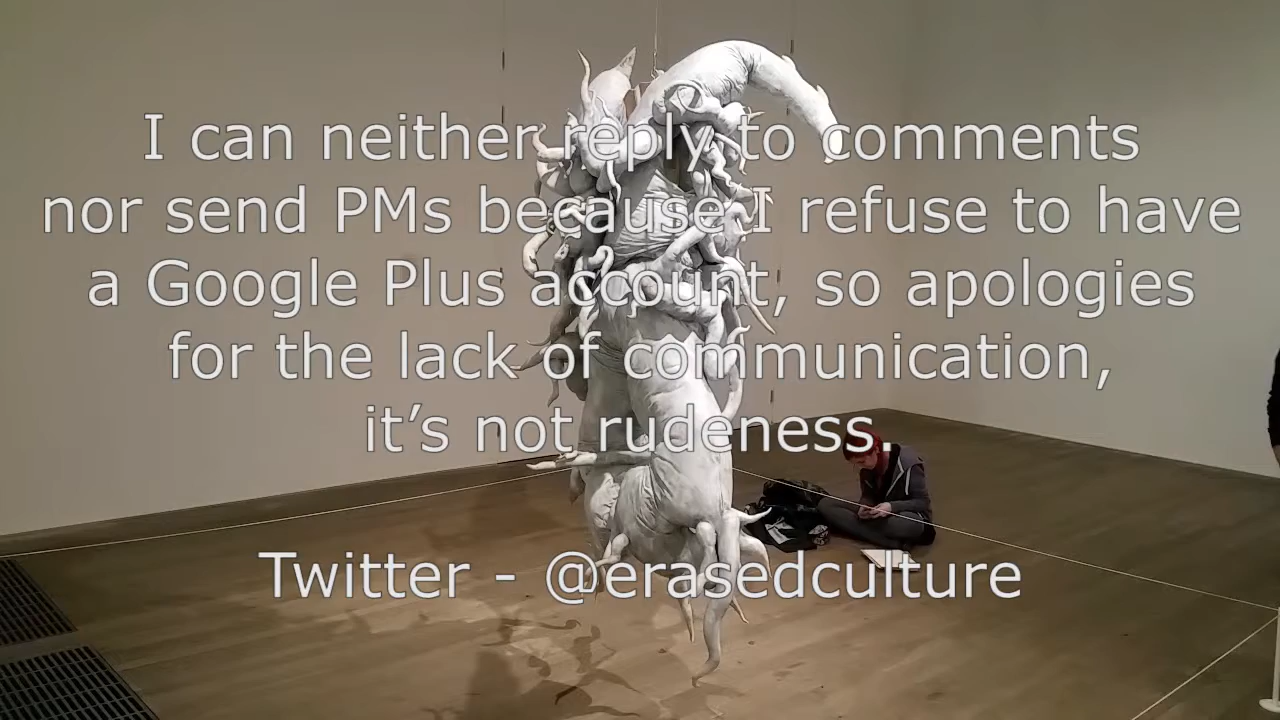 I can neither reply to comments
nor send PMs because I refuse to have
a Google Plus account, so apologies
for the lack of communication,
it’s not rudeness.
Twitter - @erasedculture